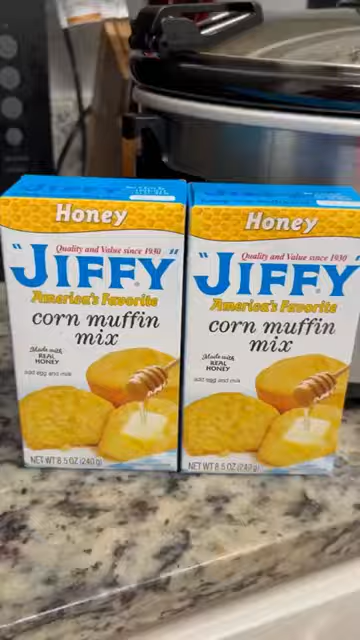 Honey
Quality and Value since 1930
"JIFFY"
America's Favorite
corn muffin
mix
Made with
REAL
HONEY
add egg and milk
NET WT 8.5 OZ (240g)
Honey
Quality and Value since 1930
"JIFFY"
America's Favorite
corn muffin
mix
Made with
REAL
HONEY
add egg and milk
NET WT 8.5 OZ (240g)